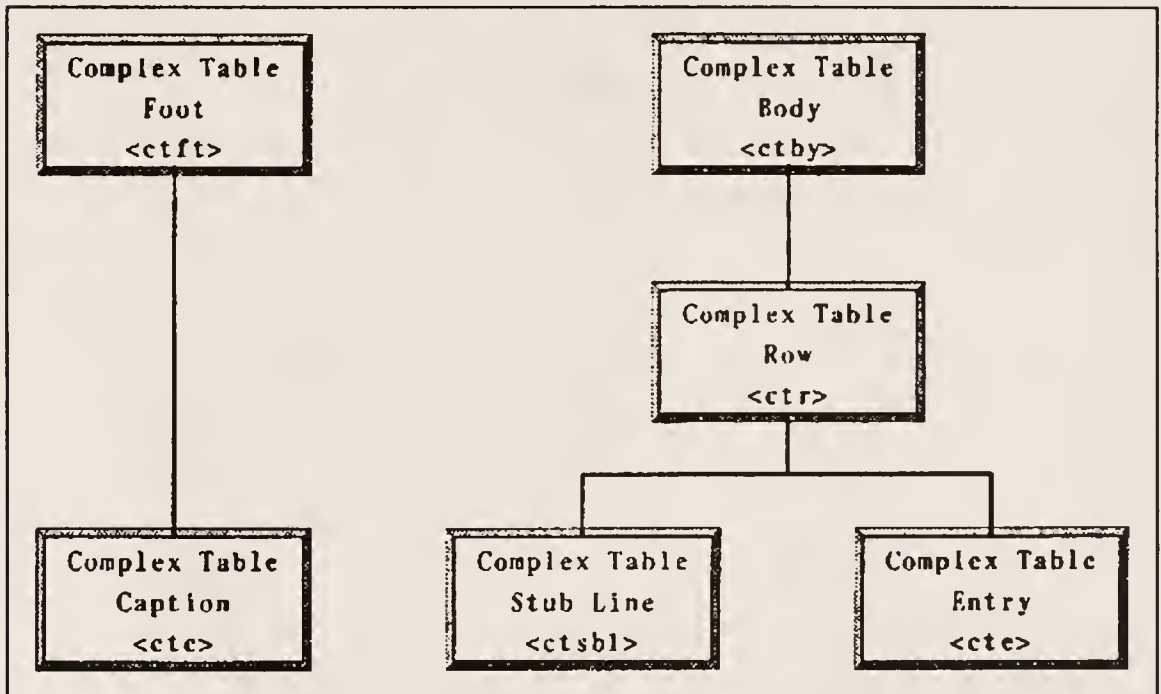 Complex Table
Foot
<ctft>
Complex Table
Body
<ctby>
Complex Table
Row
<ctr>
Complex Table
Caption
<ctc>
Complex Table
Stub Line
<ctsbl>
Complex Table
Entry
<cte>